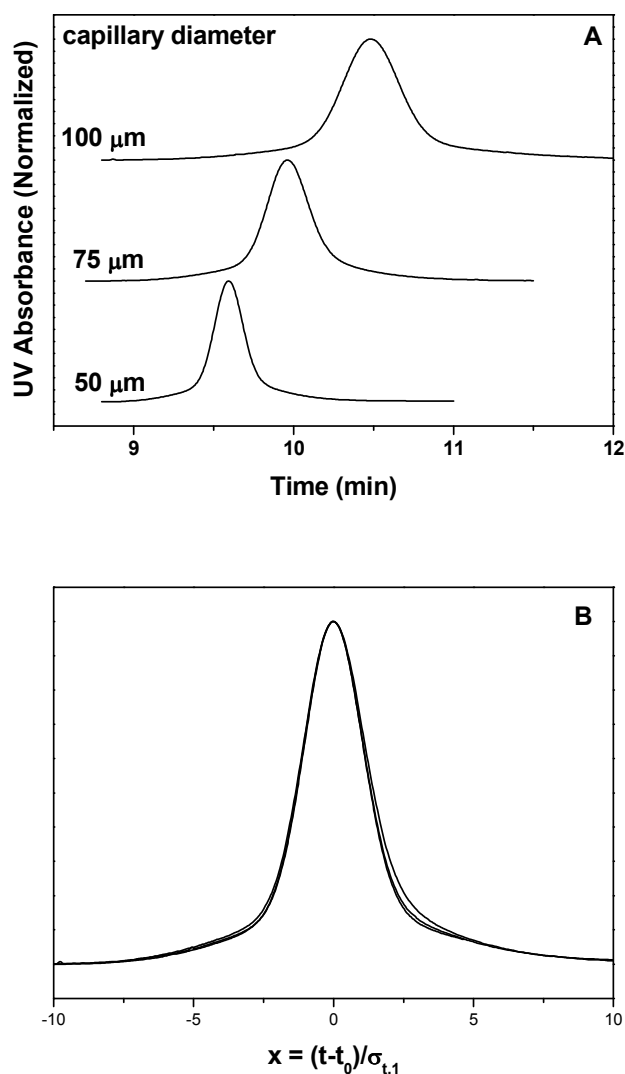 capillary diameter
A
100 μm
75 μm
50 μm
UV Absorbance (Normalized)
9 10 11 12
Time (min)
B
-10 -5 0 5 10
x = (t-t₀)/σₜ,₁